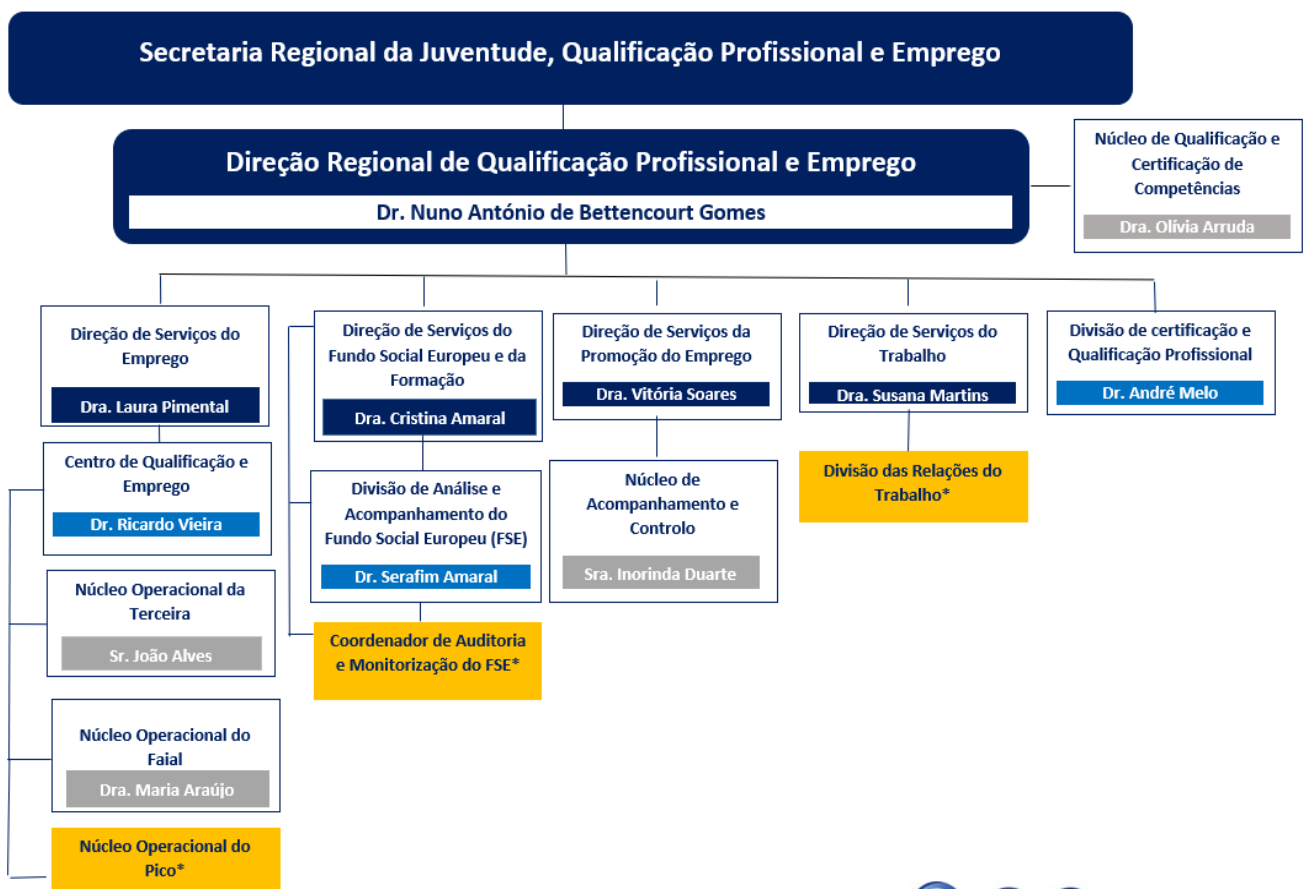 Secretaria Regional da Juventude, Qualificação Profissional e Emprego
Direção Regional de Qualificação Profissional e Emprego
Dr. Nuno António de Bettencourt Gomes
Núcleo de Qualificação e
Certificação de
Competências
Dra. Olívia Arruda
Direção de Serviços do
Emprego
Dra. Laura Pimental
Centro de Qualificação e
Emprego
Dr. Ricardo Vieira
Núcleo Operacional da
Terceira
Sr. João Alves
Núcleo Operacional do
Faial
Dra. Maria Araújo
Núcleo Operacional do
Pico*
Direção de Serviços do
Fundo Social Europeu e da
Formação
Dra. Cristina Amaral
Divisão de Análise e
Acompanhamento do
Fundo Social Europeu (FSE)
Dr. Serafim Amaral
Coordenador de Auditoria
e Monitorização do FSE*
Direção de Serviços da
Promoção do Emprego
Dra. Vitória Soares
Núcleo de
Acompanhamento e
Controlo
Sra. Inorinda Duarte
Direção de Serviços do
Trabalho
Dra. Susana Martins
Divisão das Relações do
Trabalho*
Divisão de certificação e
Qualificação Profissional
Dr. André Melo